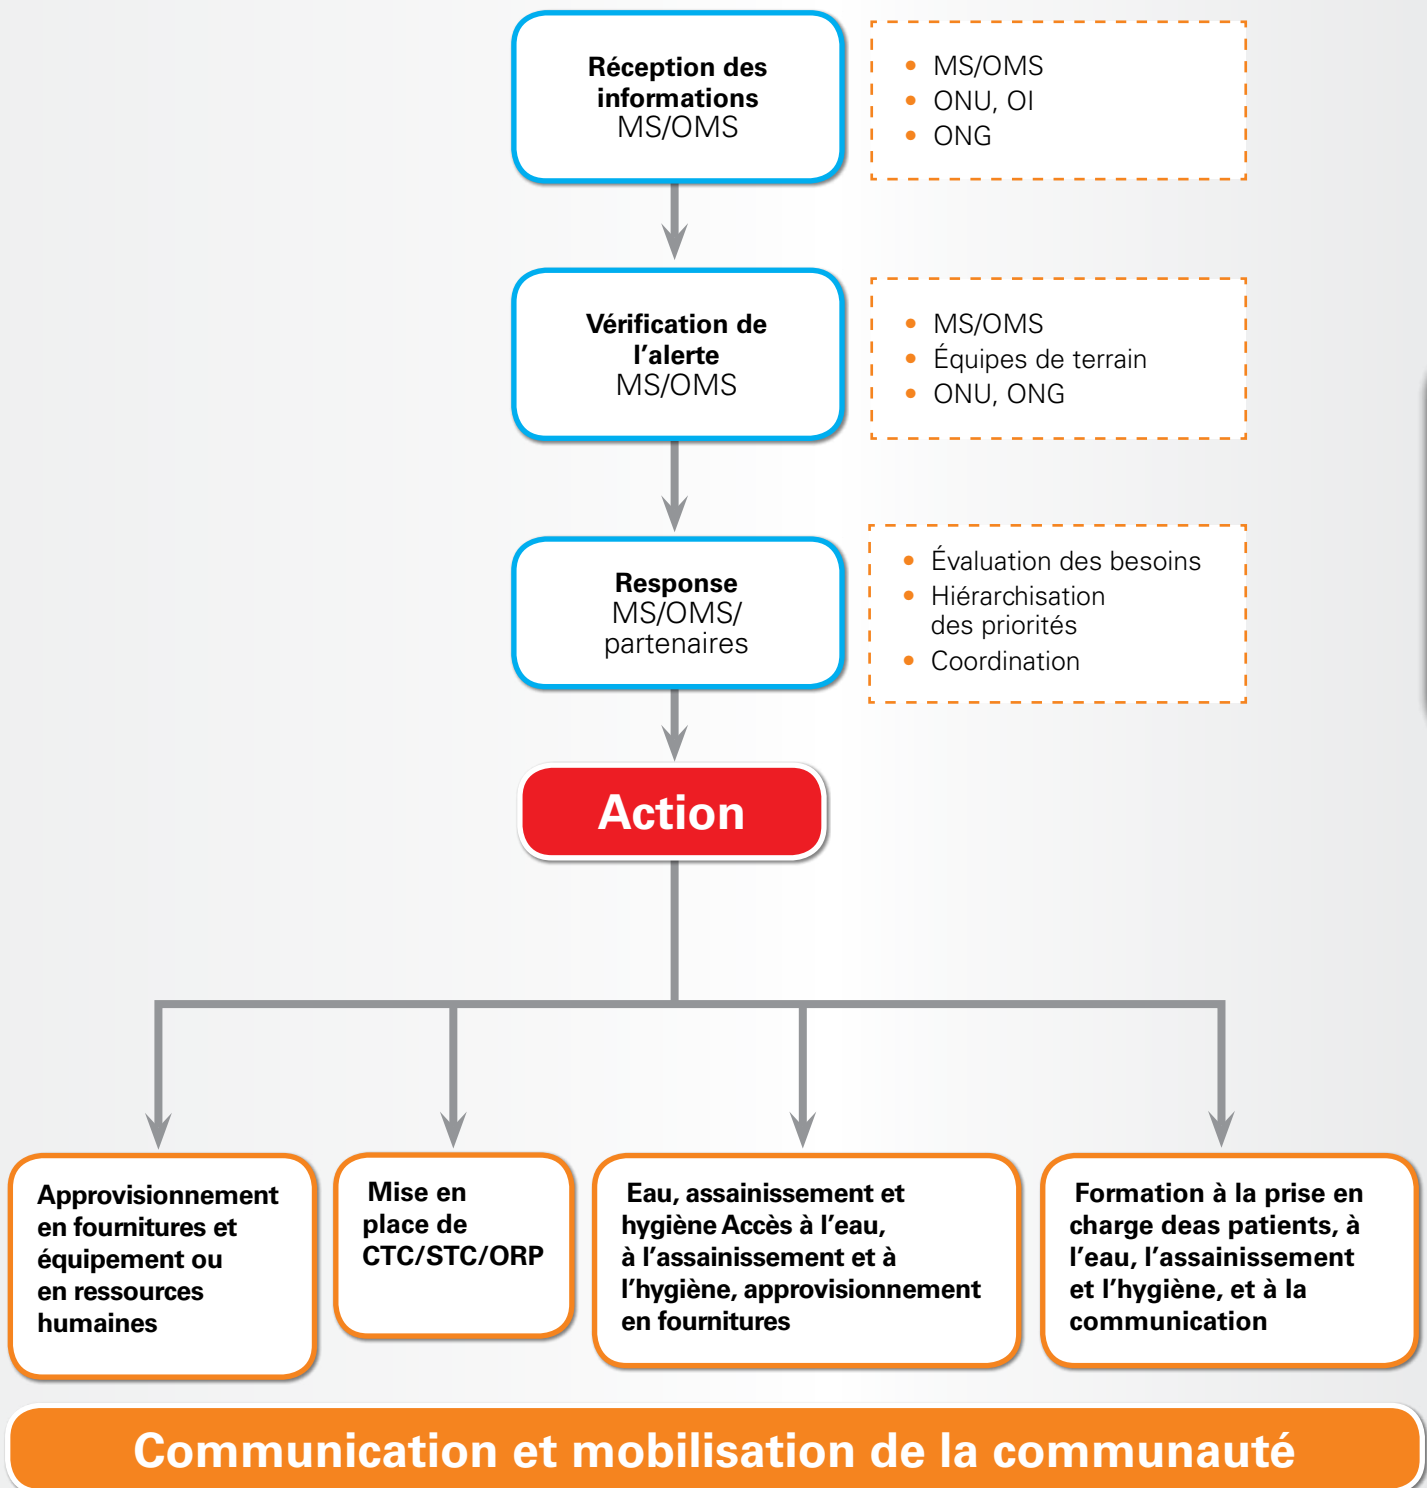 Réception des
informations
MS/OMS
• MS/OMS
• ONU, OI
• ONG
Vérification de
l’alerte
MS/OMS
• MS/OMS
• Équipes de terrain
• ONU, ONG
Response
MS/OMS/
partenaires
• Évaluation des besoins
• Hiérarchisation
des priorités
• Coordination
Action
Approvisionnement
en fournitures et
équipement ou
en ressources
humaines
Mise en
place de
CTC/STC/ORP
Eau, assainissement et
hygiène Accès à l’eau,
à l’assainissement et à
l’hygiène, approvisionnement
en fournitures
Formation à la prise en
charge deas patients, à
l’eau, l’assainissement
et l’hygiène, et à la
communication
Communication et mobilisation de la communauté